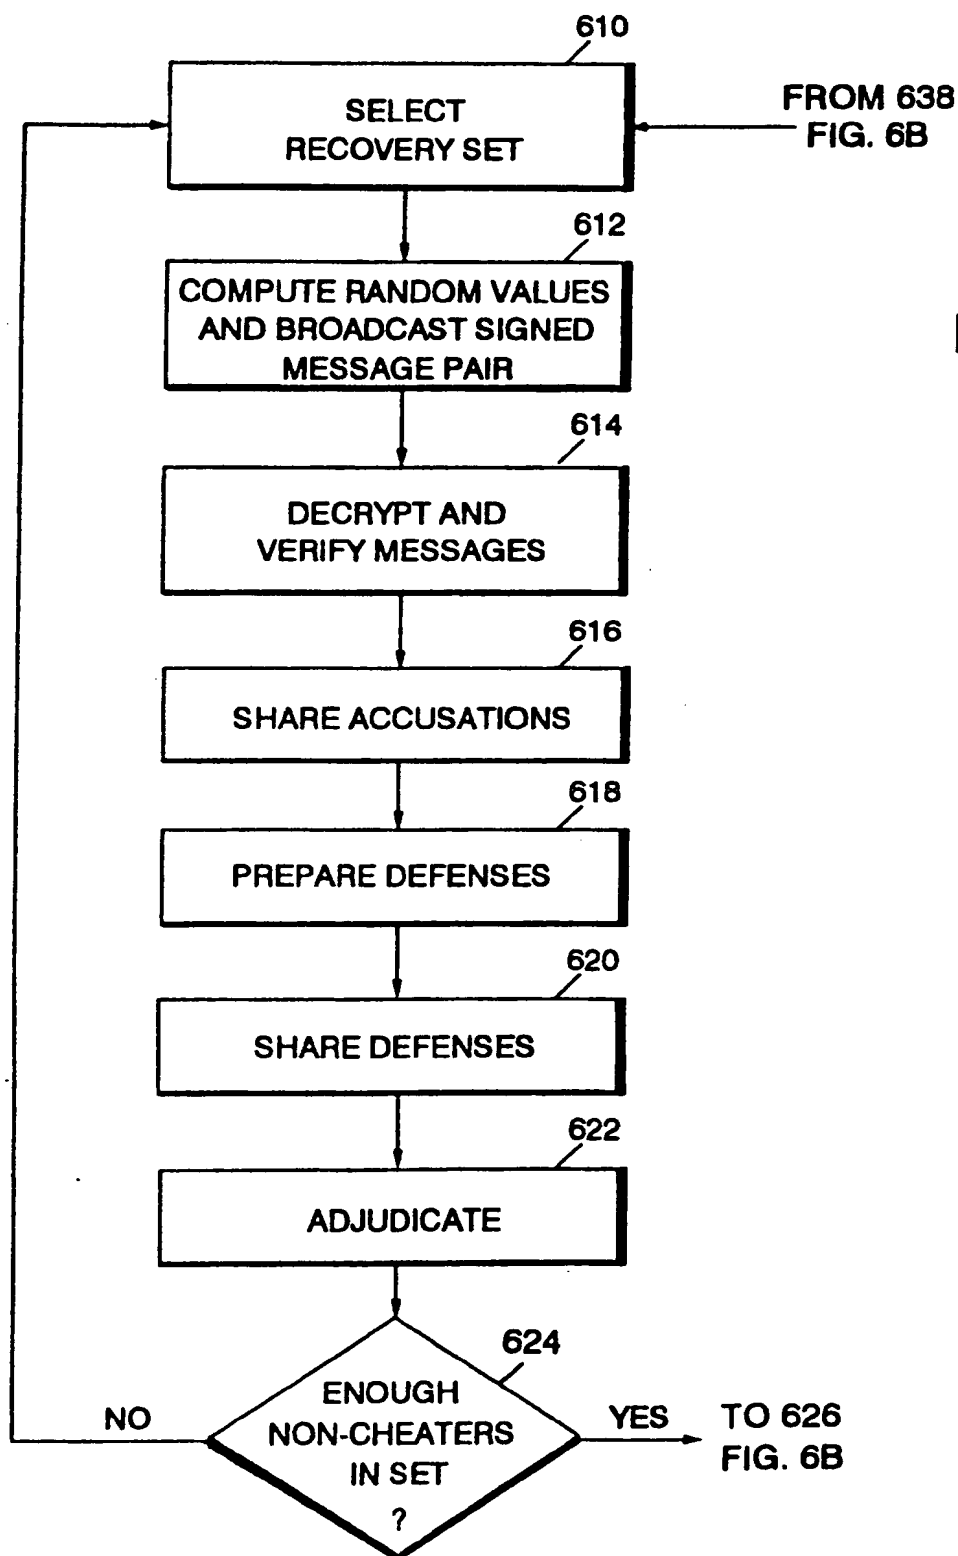 610
SELECT
RECOVERY SET
FROM 638
FIG. 6B
612
COMPUTE RANDOM VALUES
AND BROADCAST SIGNED
MESSAGE PAIR
614
DECRYPT AND
VERIFY MESSAGES
616
SHARE ACCUSATIONS
618
PREPARE DEFENSES
620
SHARE DEFENSES
622
ADJUDICATE
624
ENOUGH
NON-CHEATERS
IN SET
?
NO
YES
TO 626
FIG. 6B